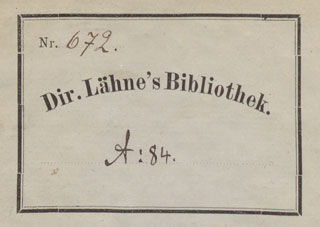 Nr. 672.
Dir. Lähne's Bibliothek.
A: 84.